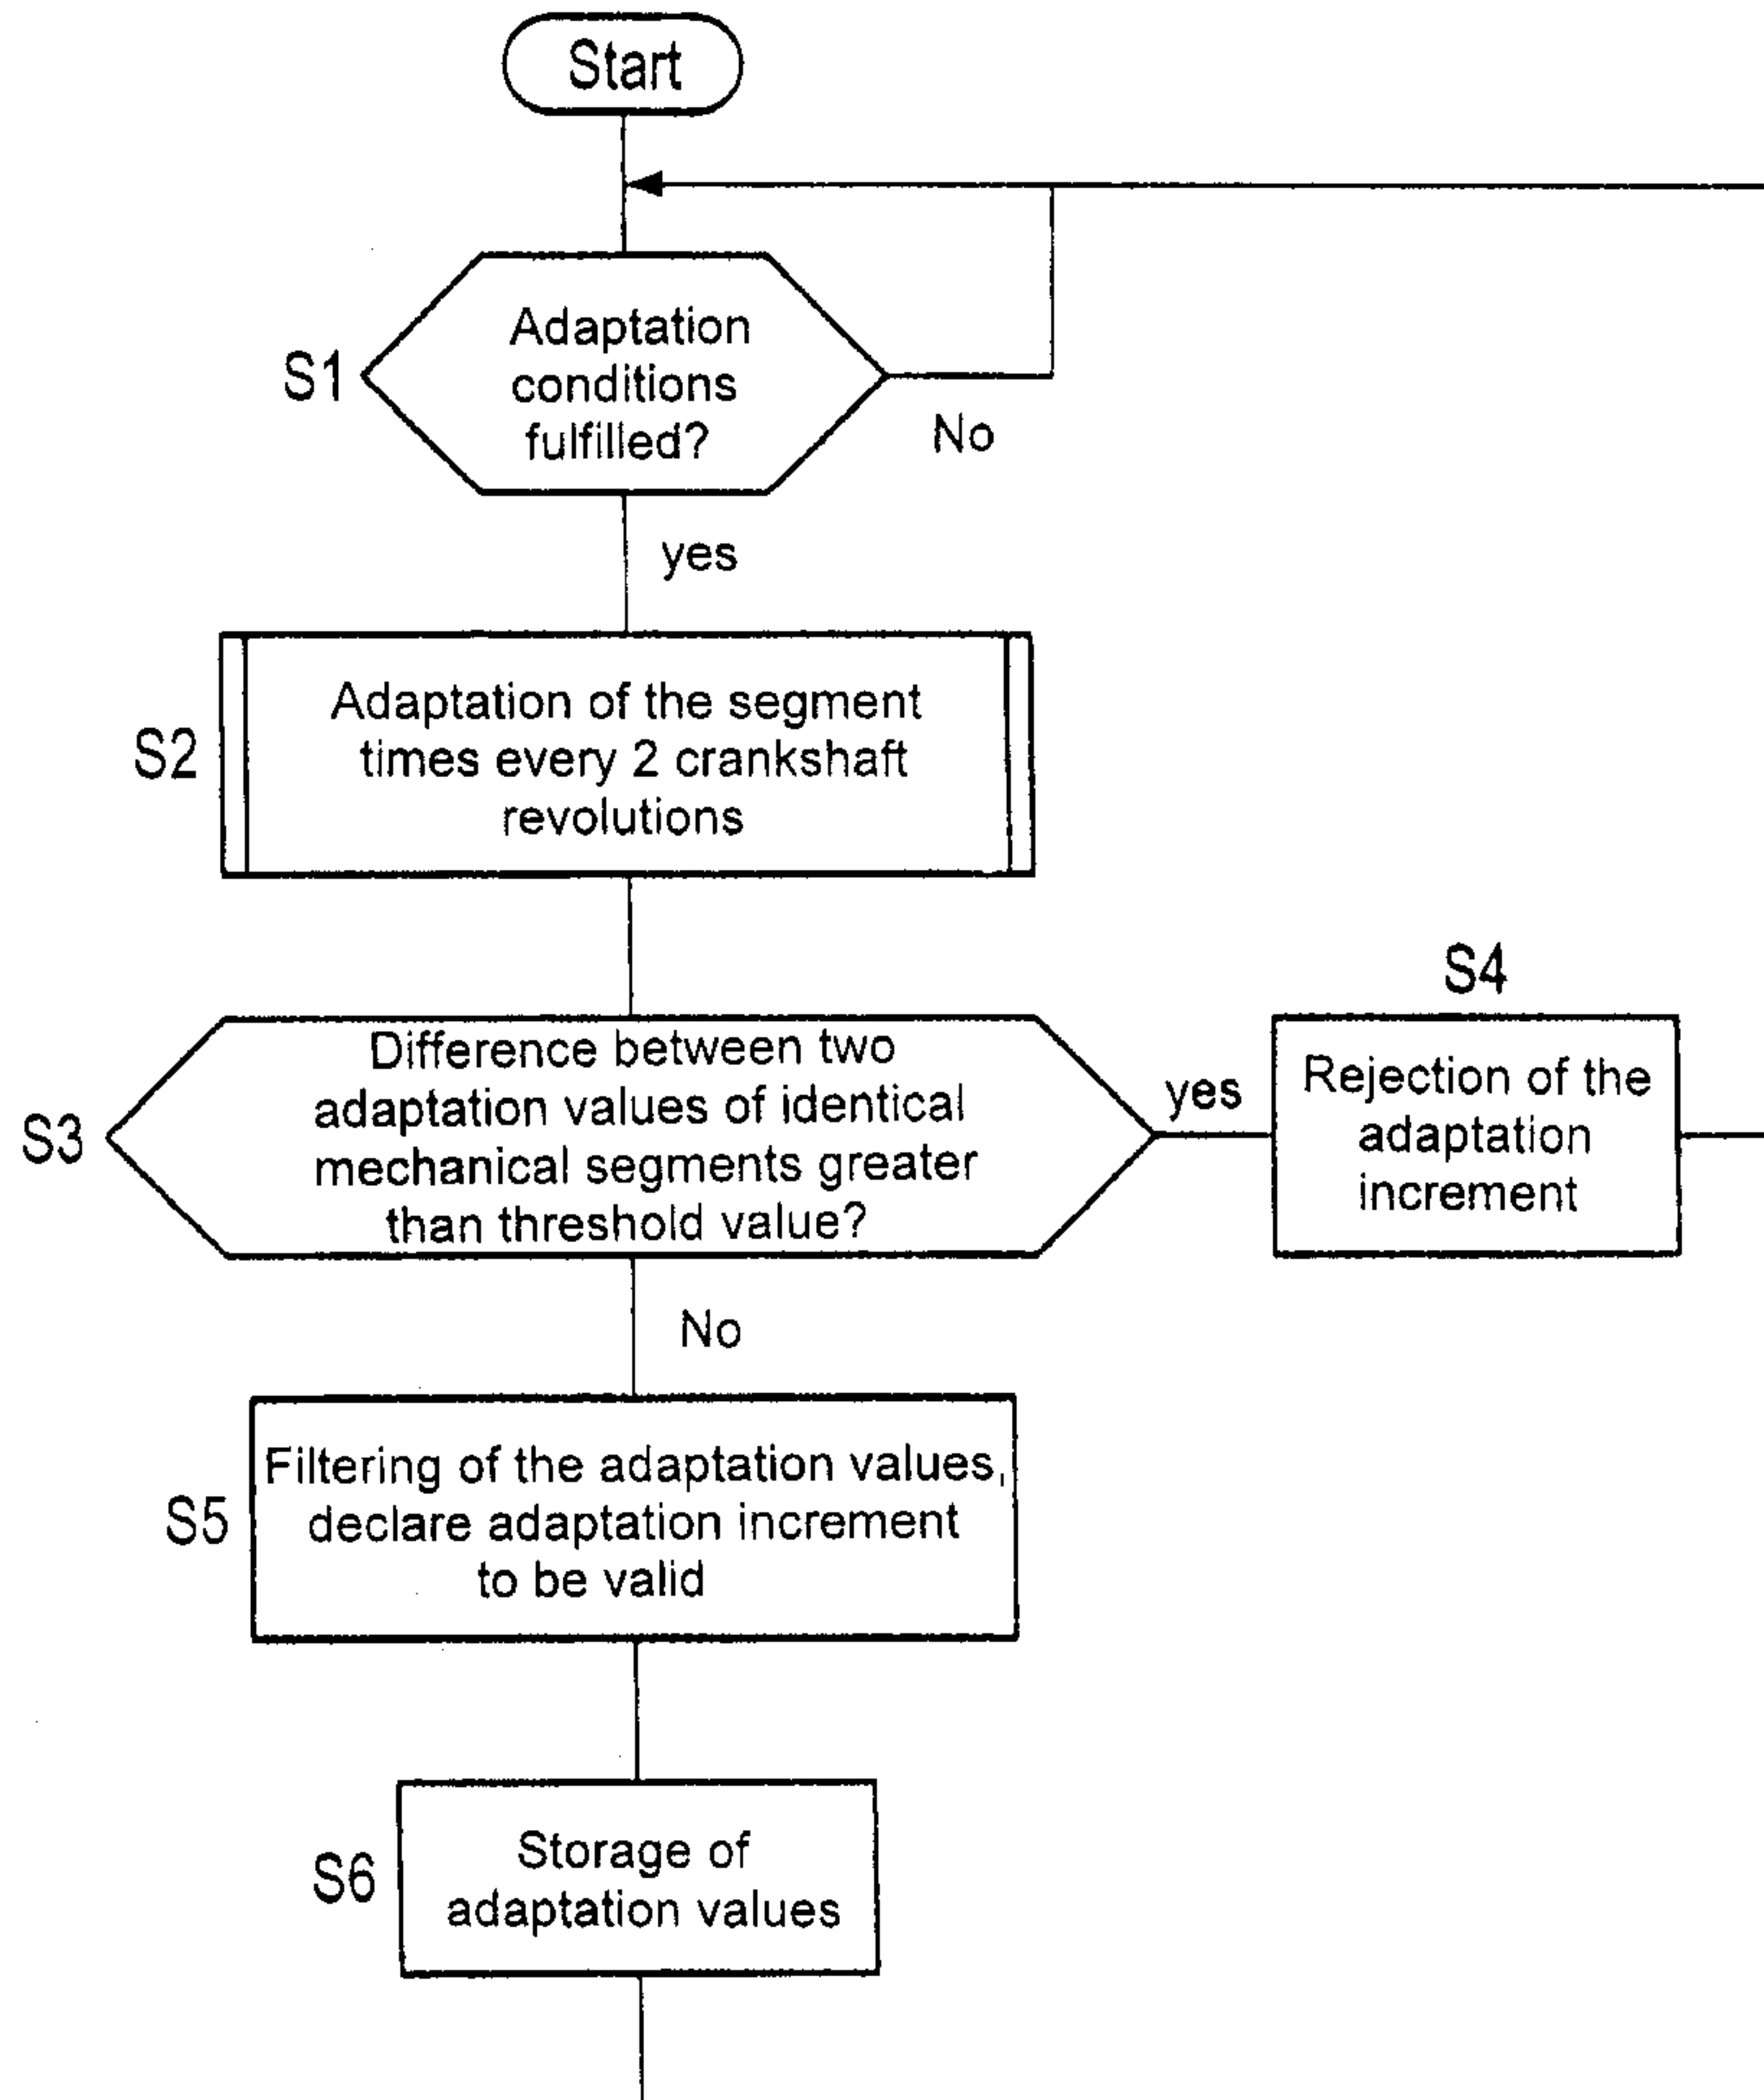 Start
S1
Adaptation
conditions
fulfilled?
No
yes
S2
Adaptation of the segment
times every 2 crankshaft
revolutions
S3
Difference between two
adaptation values of identical
mechanical segments greater
than threshold value?
yes
S4
Rejection of the
adaptation
increment
No
S5
Filtering of the adaptation values,
declare adaptation increment
to be valid
S6
Storage of
adaptation values